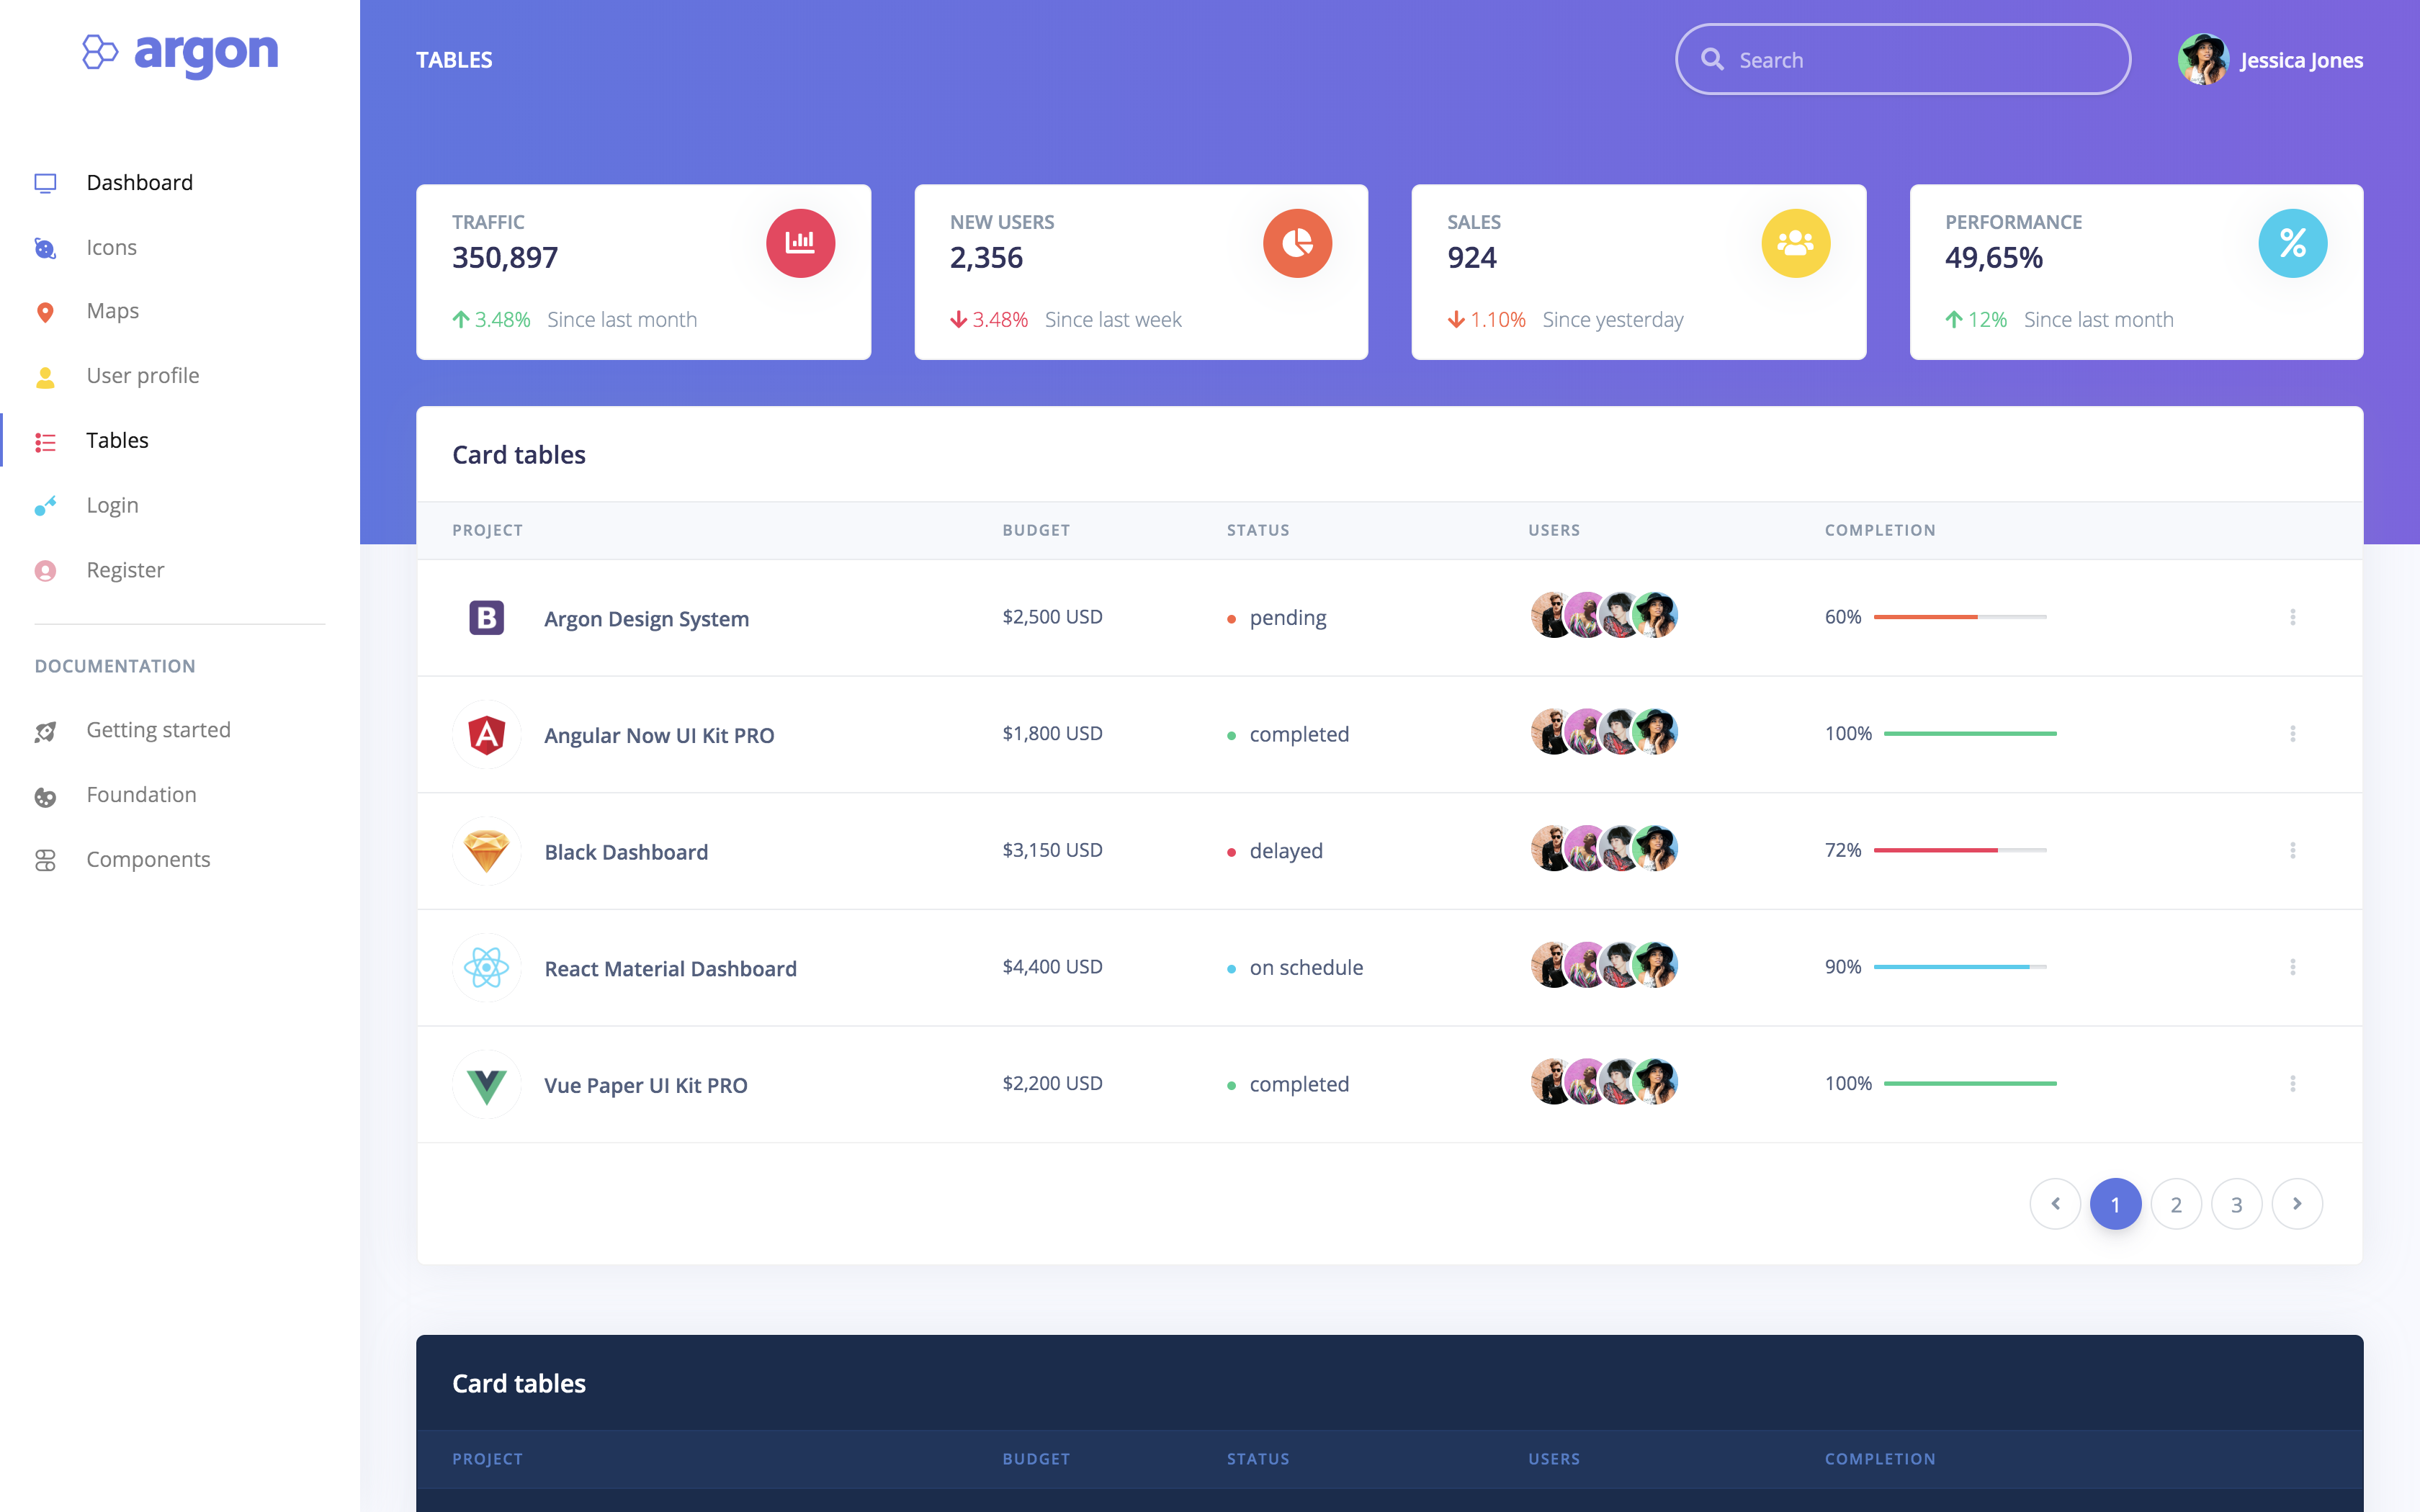 argon
Dashboard
Icons
Maps
User profile
Tables
Login
Register
DOCUMENTATION
Getting started
Foundation
Components
TABLES
Search
Jessica Jones
TRAFFIC
350,897
3.48% Since last month
NEW USERS
2,356
3.48% Since last week
SALES
924
1.10% Since yesterday
PERFORMANCE
49,65%
12% Since last month
Card tables
PROJECT BUDGET STATUS USERS COMPLETION
B Argon Design System $2,500 USD pending 60%
A Angular Now UI Kit PRO $1,800 USD completed 100%
Black Dashboard $3,150 USD delayed 72%
React Material Dashboard $4,400 USD on schedule 90%
Vue Paper UI Kit PRO $2,200 USD completed 100%
1 2 3
Card tables
PROJECT BUDGET STATUS USERS COMPLETION